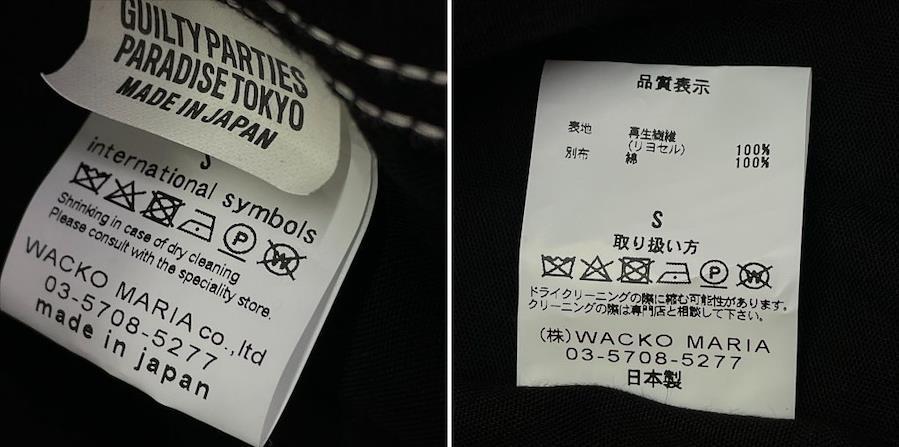 GUILTY PARTIES
PARADISE TOKYO
MADE IN JAPAN
S
international symbols
P
W
Shrinking in case of dry cleaning
Please consult with the speciality store.
WACKO MARIA co.,ltd
03-5708-5277
made in japan
品質表示
表地 再生繊維
(リヨセル) 100%
別布 綿 100%
S
取り扱い方
P
W
ドライクリーニングの際に縮む可能性があります。
クリーニングの際は専門店と相談して下さい。
(株)WACKO MARIA
03-5708-5277
日本製